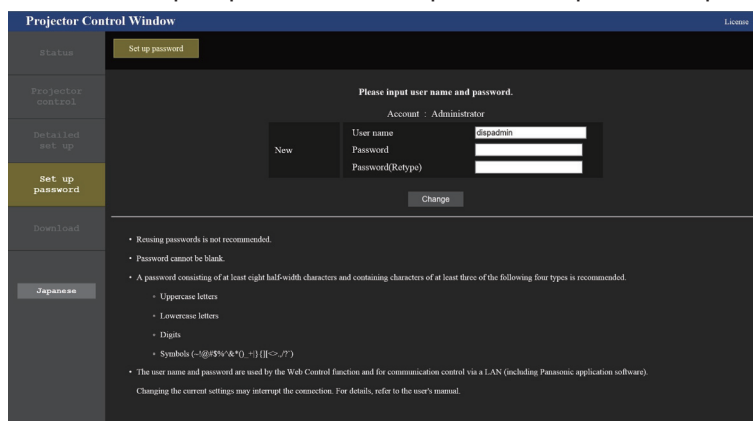 Projector Control Window
License
Status
Set up password
Projector
control
Detailed
set up
Set up
password
Download
Japanese
Please input user name and password.
Account : Administrator
New
User name
dispadmin
Password
Password(Retype)
Change
• Reusing passwords is not recommended.
• Password cannot be blank.
• A password consisting of at least eight half-width characters and containing characters of at least three of the following four types is recommended.
Uppercase letters
Lowercase letters
Digits
Symbols (~!@#$%^&*()_+|}{][<>.,/?`)
• The user name and password are used by the Web Control function and for communication control via a LAN (including Panasonic application software).
Changing the current settings may interrupt the connection. For details, refer to the user's manual.